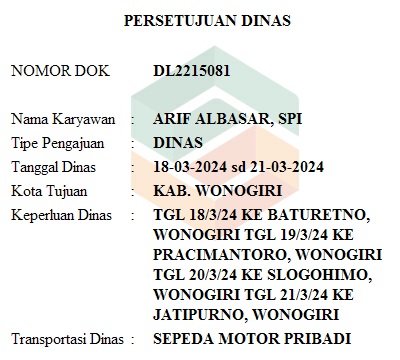 PERSETUJUAN DINAS
NOMOR DOK DL2215081
Nama Karyawan : ARIF ALBASAR, SPI
Tipe Pengajuan : DINAS
Tanggal Dinas : 18-03-2024 sd 21-03-2024
Kota Tujuan : KAB. WONOGIRI
Keperluan Dinas : TGL 18/3/24 KE BATURETNO,
WONOGIRI TGL 19/3/24 KE
PRACIMANTORO, WONOGIRI
TGL 20/3/24 KE SLOGOHIMO,
WONOGIRI TGL 21/3/24 KE
JATIPURNO, WONOGIRI
Transportasi Dinas : SEPEDA MOTOR PRIBADI